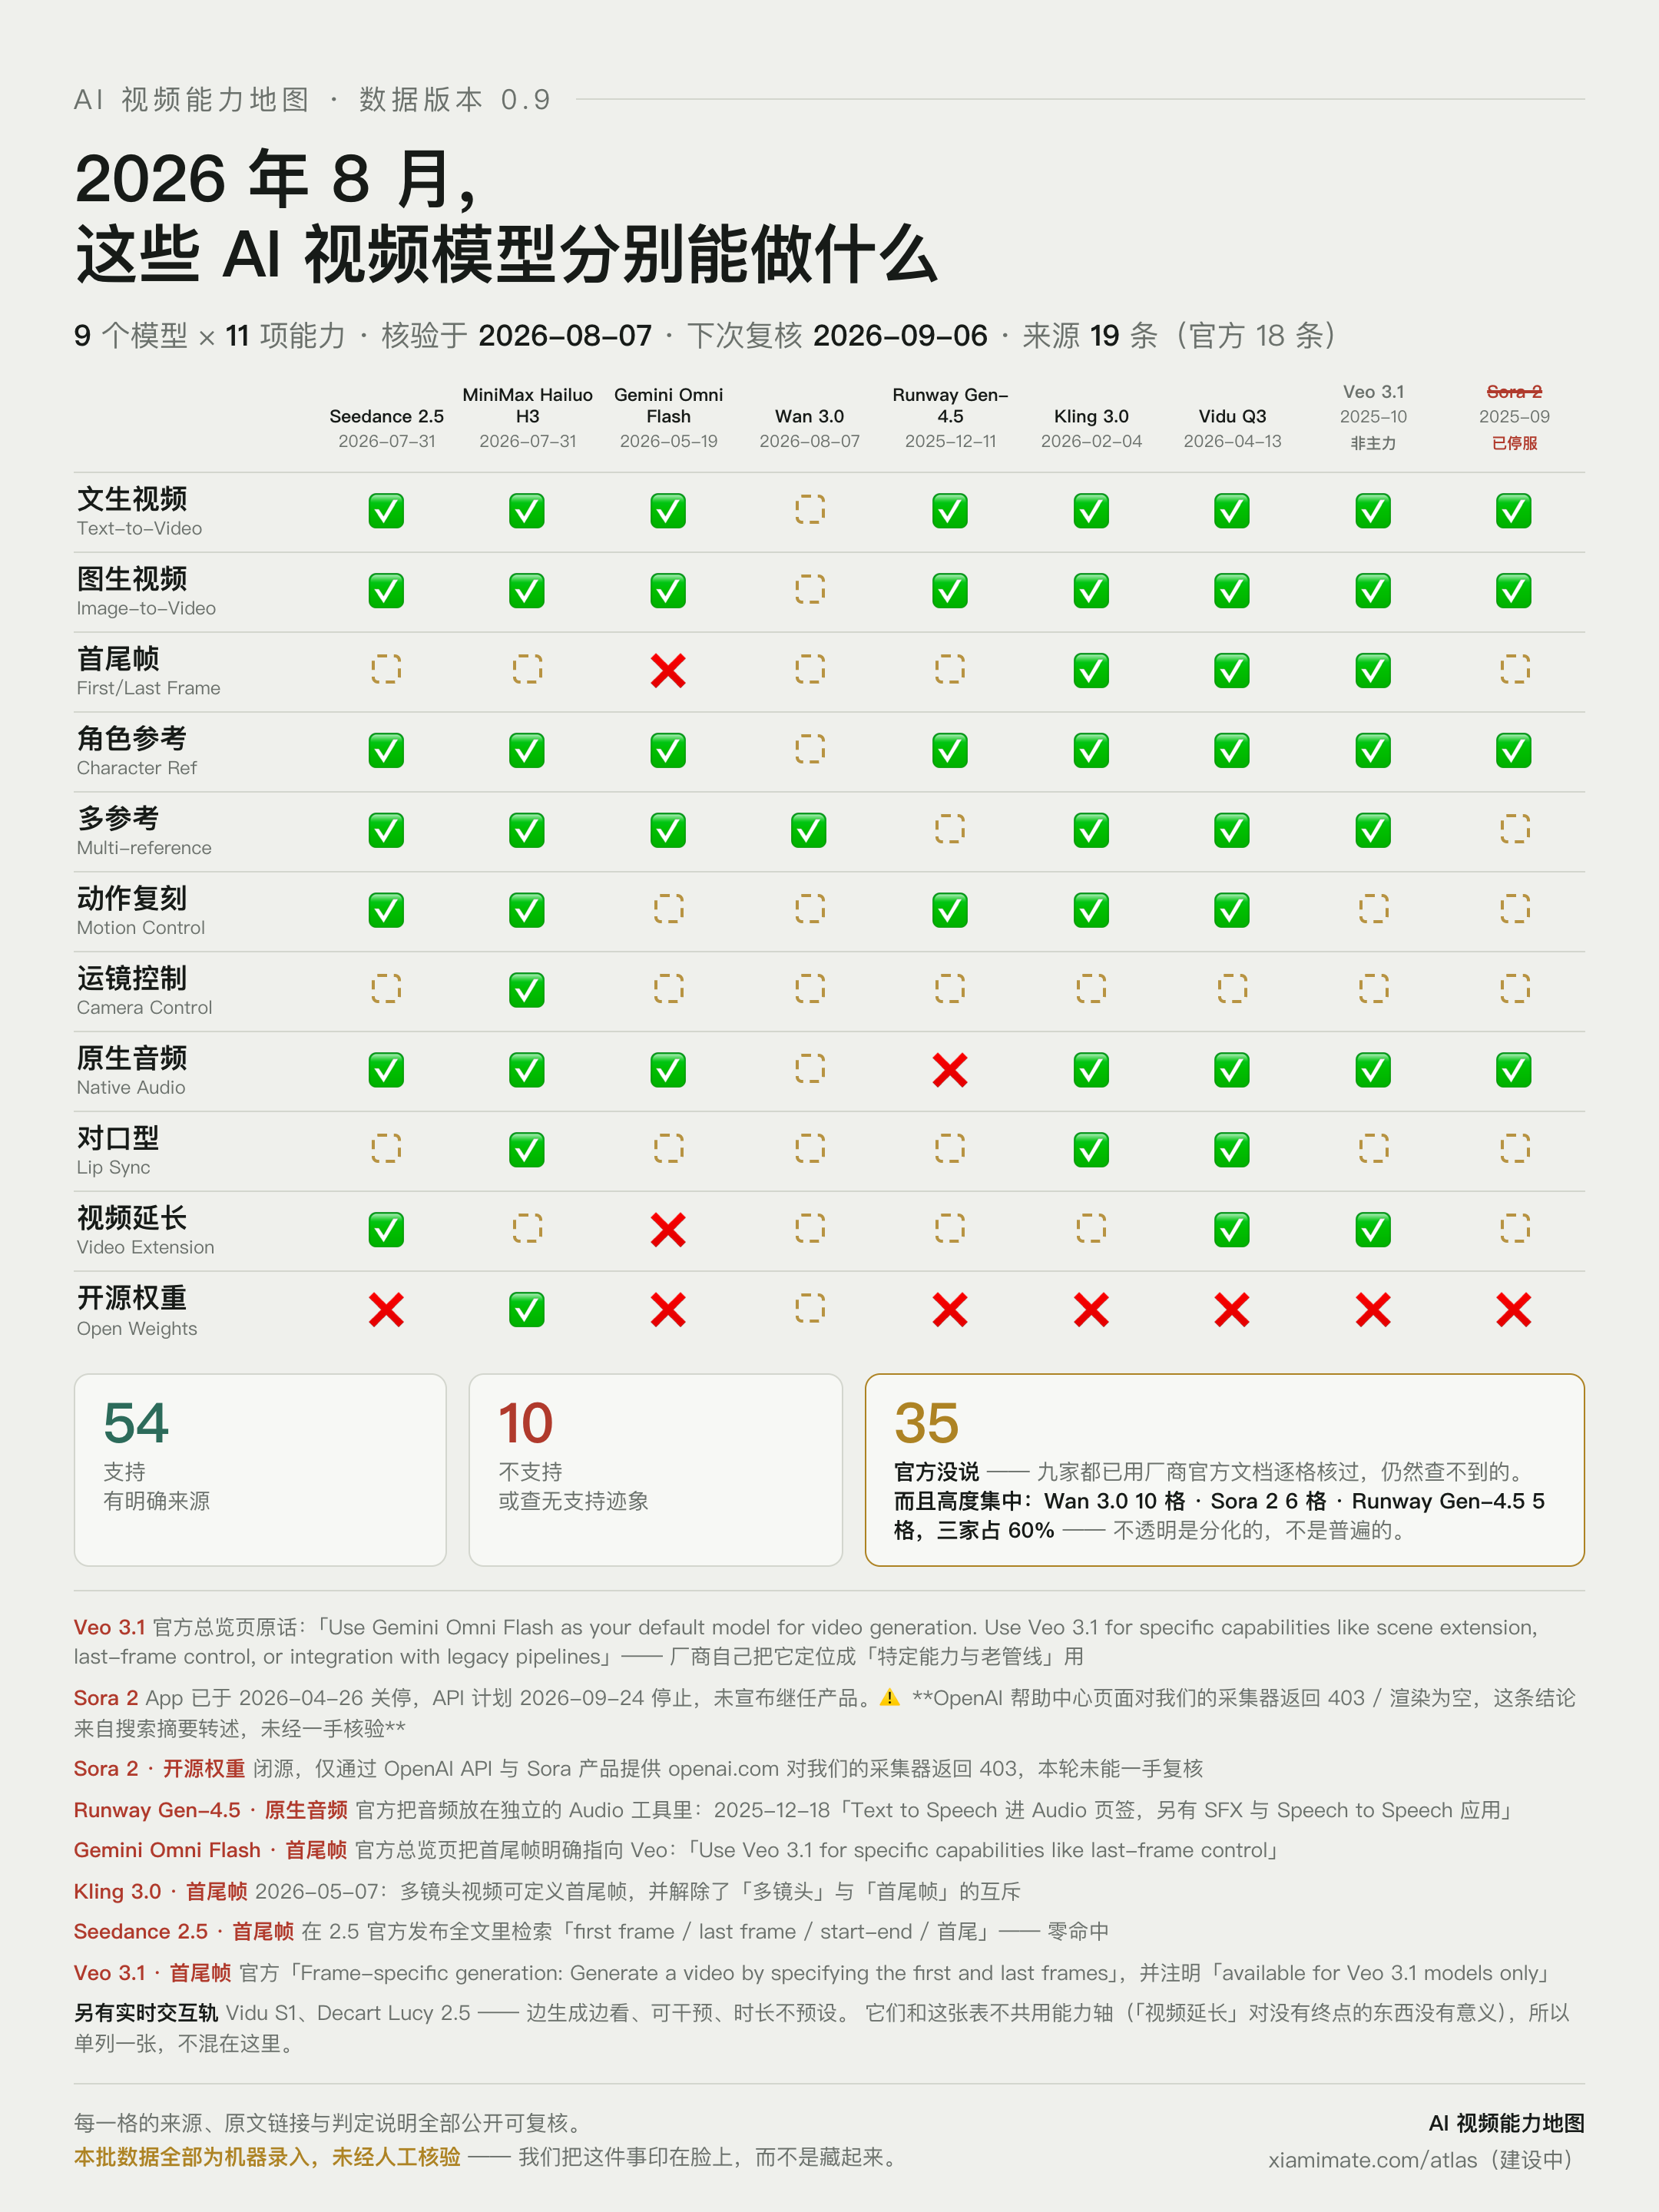 AI 视频能力地图 · 数据版本 0.9
2026 年 8 月，
这些 AI 视频模型分别能做什么
9 个模型 × 11 项能力 · 核验于 2026-08-07 · 下次复核 2026-09-06 · 来源 19 条（官方 18 条）
Seedance 2.5
2026-07-31
MiniMax Hailuo
H3
2026-07-31
Gemini Omni
Flash
2026-05-19
Wan 3.0
2026-08-07
Runway Gen-
4.5
2025-12-11
Kling 3.0
2026-02-04
Vidu Q3
2026-04-13
Veo 3.1
2025-10
非主力
Sora 2
2025-09
已停服
文生视频
Text-to-Video
图生视频
Image-to-Video
首尾帧
First/Last Frame
角色参考
Character Ref
多参考
Multi-reference
动作复刻
Motion Control
运镜控制
Camera Control
原生音频
Native Audio
对口型
Lip Sync
视频延长
Video Extension
开源权重
Open Weights
54
支持
有明确来源
10
不支持
或查无支持迹象
35
官方没说 —— 九家都已用厂商官方文档逐格核过，仍然查不到的。
而且高度集中：Wan 3.0 10 格 · Sora 2 6 格 · Runway Gen-4.5 5
格，三家占 60% —— 不透明是分化的，不是普遍的。
Veo 3.1 官方总览页原话：「Use Gemini Omni Flash as your default model for video generation. Use Veo 3.1 for specific capabilities like scene extension,
last-frame control, or integration with legacy pipelines」—— 厂商自己把它定位成「特定能力与老管线」用
Sora 2 App 已于 2026-04-26 关停，API 计划 2026-09-24 停止，未宣布继任产品。⚠️ **OpenAI 帮助中心页面对我们的采集器返回 403 / 渲染为空，这条结论
来自搜索摘要转述，未经一手核验**
Sora 2 · 开源权重 闭源，仅通过 OpenAI API 与 Sora 产品提供 openai.com 对我们的采集器返回 403，本轮未能一手复核
Runway Gen-4.5 · 原生音频 官方把音频放在独立的 Audio 工具里：2025-12-18「Text to Speech 进 Audio 页签，另有 SFX 与 Speech to Speech 应用」
Gemini Omni Flash · 首尾帧 官方总览页把首尾帧明确指向 Veo：「Use Veo 3.1 for specific capabilities like last-frame control」
Kling 3.0 · 首尾帧 2026-05-07：多镜头视频可定义首尾帧，并解除了「多镜头」与「首尾帧」的互斥
Seedance 2.5 · 首尾帧 在 2.5 官方发布全文里检索「first frame / last frame / start-end / 首尾」—— 零命中
Veo 3.1 · 首尾帧 官方「Frame-specific generation: Generate a video by specifying the first and last frames」，并注明「available for Veo 3.1 models only」
另有实时交互轨 Vidu S1、Decart Lucy 2.5 —— 边生成边看、可干预、时长不预设。 它们和这张表不共用能力轴（「视频延长」对没有终点的东西没有意义），所以
单列一张，不混在这里。
每一格的来源、原文链接与判定说明全部公开可复核。
本批数据全部为机器录入，未经人工核验 —— 我们把这件事印在脸上，而不是藏起来。
AI 视频能力地图
xiamimate.com/atlas（建设中）